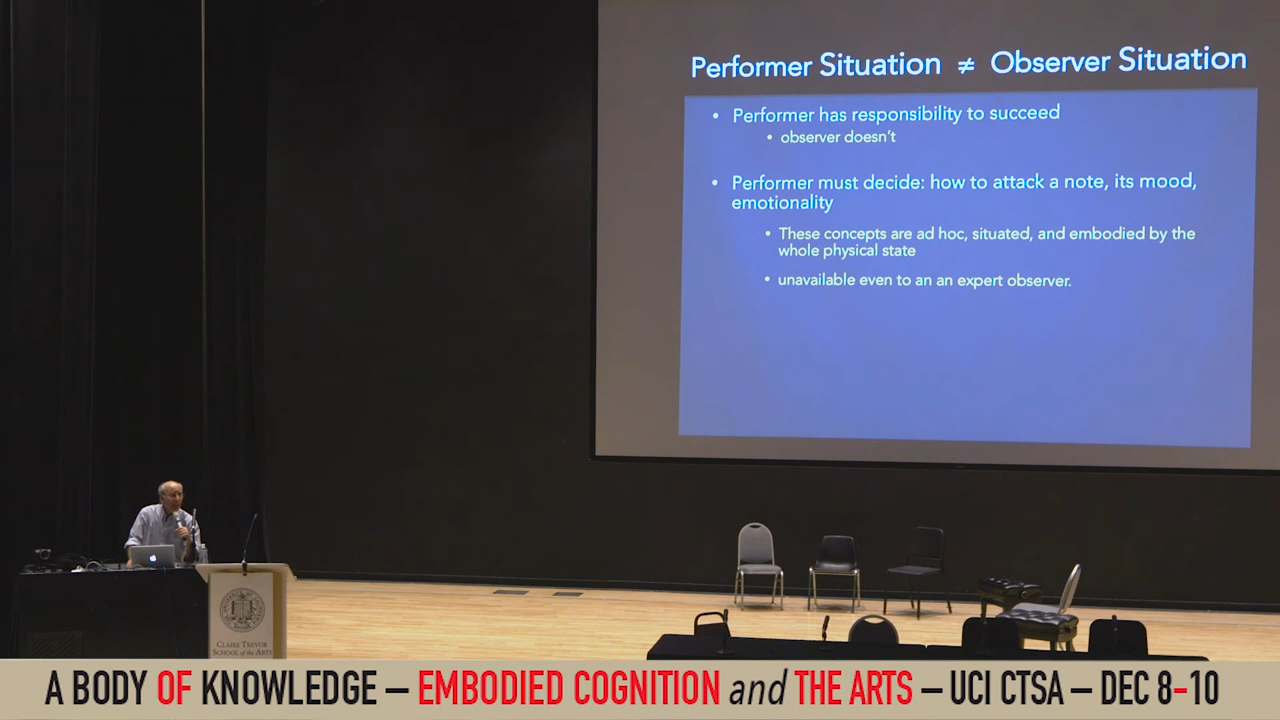 Performer Situation ≠ Observer Situation
• Performer has responsibility to succeed
• observer doesn't
• Performer must decide: how to attack a note, its mood,
emotionality
• These concepts are ad hoc, situated, and embodied by the
whole physical state
• unavailable even to an an expert observer.
CLAIRE TREVOR
SCHOOL of the ARTS
A BODY OF KNOWLEDGE – EMBODIED COGNITION and THE ARTS – UCI CTSA – DEC 8-10